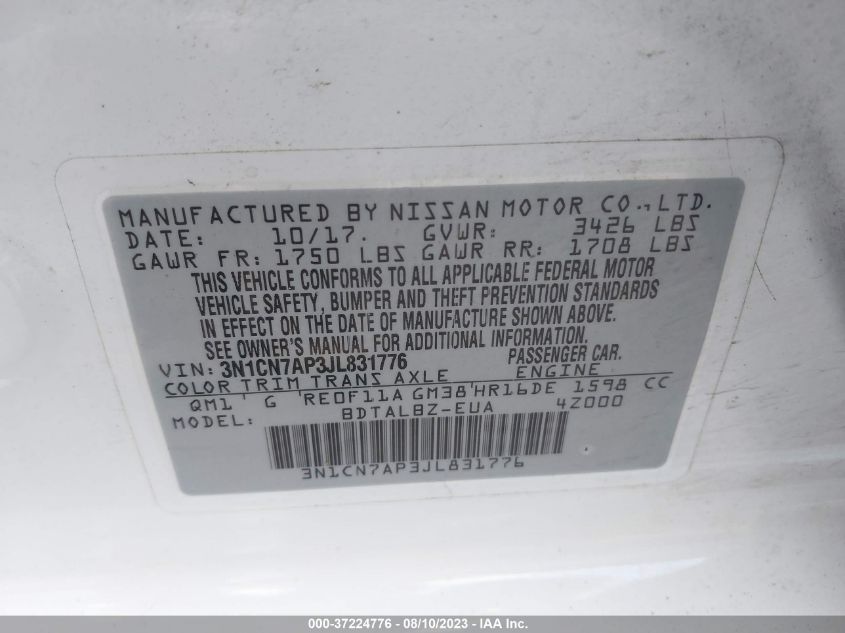 MANUFACTURED BY NISSAN MOTOR CO.,LTD.
DATE: 10/17. GVWR: 3426 LBS
GAWR FR: 1750 LBS GAWR RR: 1708 LBS
THIS VEHICLE CONFORMS TO ALL APPLICABLE FEDERAL MOTOR
VEHICLE SAFETY, BUMPER AND THEFT PREVENTION STANDARDS
IN EFFECT ON THE DATE OF MANUFACTURE SHOWN ABOVE.
SEE OWNER'S MANUAL FOR ADDITIONAL INFORMATION.
VIN: 3N1CN7AP3JL831776 PASSENGER CAR.
COLOR TRIM TRANS AXLE ENGINE
QM1 ' G 'RE0F11A GM38'HR16DE 1598 CC
MODEL: BDTALBZ-EUA 4Z000
3N1CN7AP3JL831776
000-37224776 - 08/10/2023 - IAA Inc.